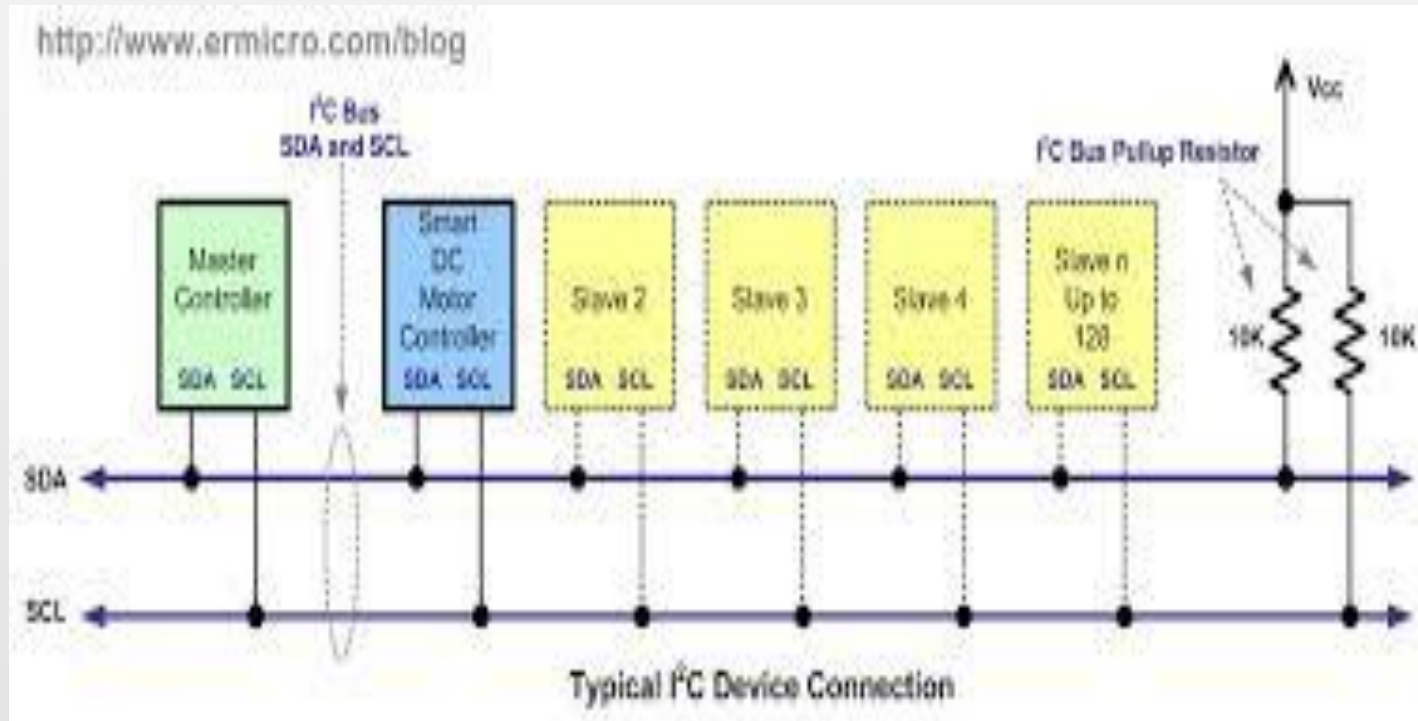 http://www.ermicro.com/blog
I²C Bus
SDA and SCL
Vcc
I²C Bus Pullup Resistor
Master
Controller
SDA SCL
Smart
DC
Motor
Controller
SDA SCL
Slave 2
SDA SCL
Slave 3
SDA SCL
Slave 4
SDA SCL
Slave n
Up to
128
SDA SCL
10K
10K
SDA
SCL
Typical I²C Device Connection